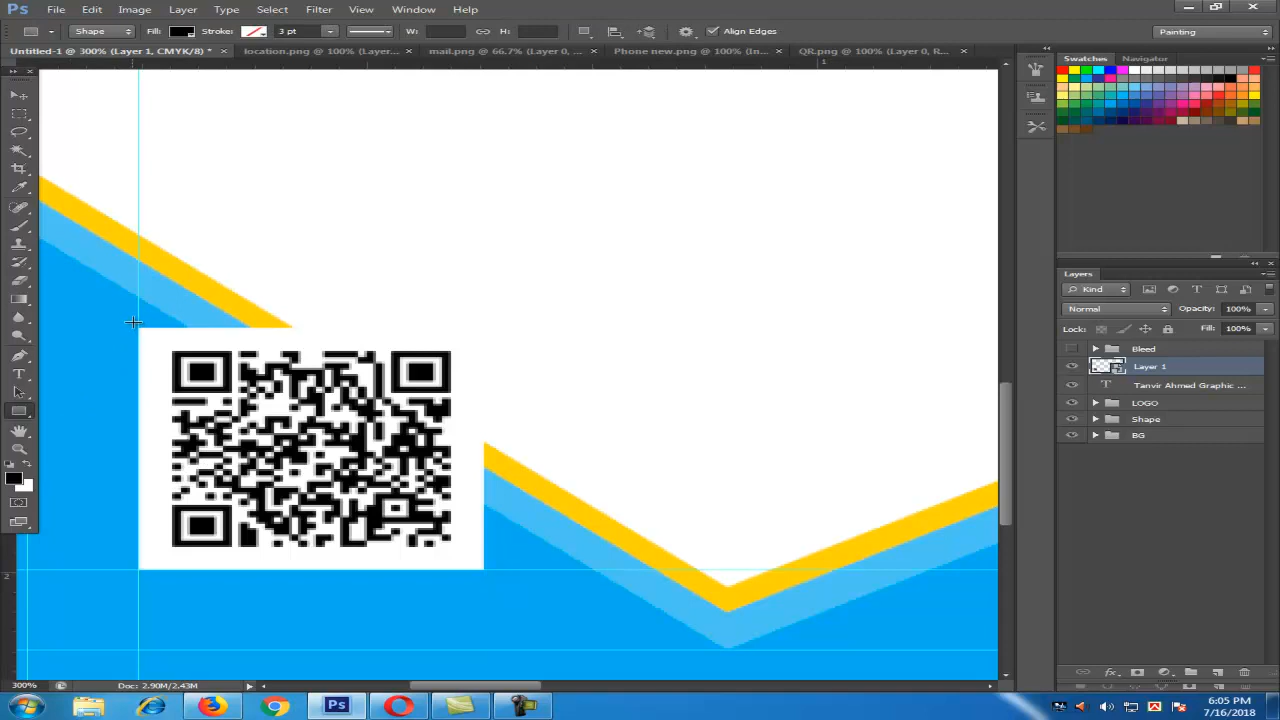 Ps File Edit Image Layer Type Select Filter View Window Help
Shape Fill: Stroke: 3 pt W: H: Align Edges Painting
Untitled-1 @ 300% (Layer 1, CMYK/8) * × location.png @ 100% (Layer... × mail.png @ 66.7% (Layer 0, ... × Phone new.png @ 100% (In... × QR.png @ 100% (Layer 0, R... ×
Swatches Navigator
1
Layers
Kind
Normal Opacity: 100%
Lock: Fill: 100%
Bleed
Layer 1
T Tanvir Ahmed Graphic ...
LOGO
Shape
BG
2
300% Doc: 2.90M/2.43M
Ps
6:05 PM
7/16/2018